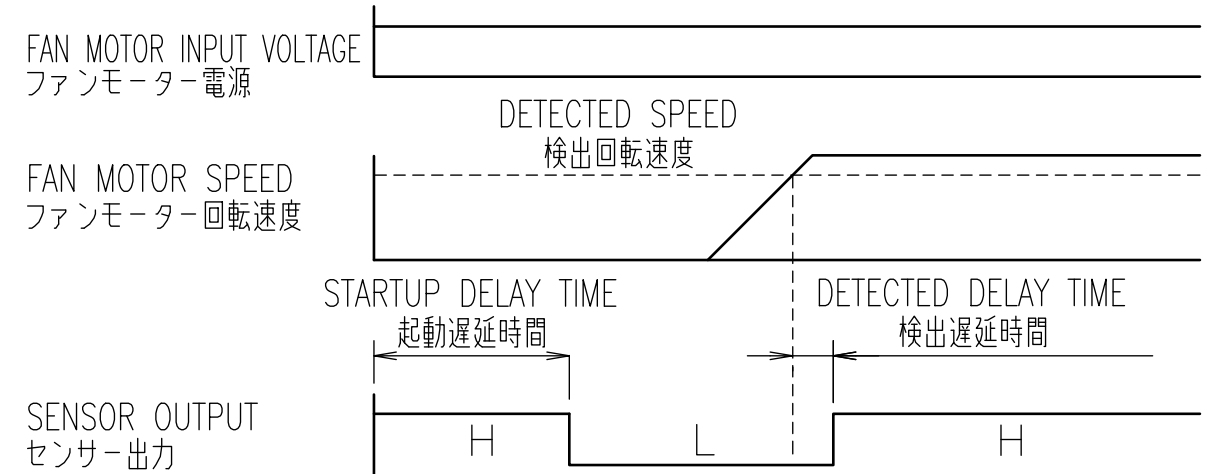 FAN MOTOR INPUT VOLTAGE
ファンモーター電源
DETECTED SPEED
検出回転速度
FAN MOTOR SPEED
ファンモーター回転速度
STARTUP DELAY TIME
起動遅延時間
DETECTED DELAY TIME
検出遅延時間
SENSOR OUTPUT
センサー出力
H
L
H